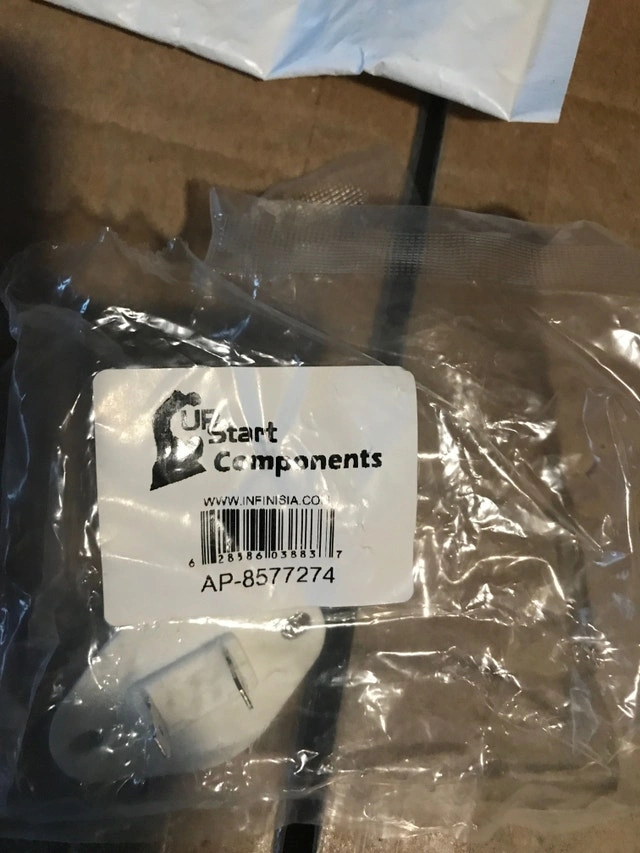 UP
Start
Components
WWW.INFINISIA.CO
6 28586 03883 7
AP-8577274